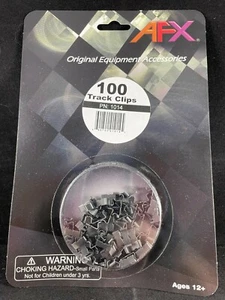 AFX®
Original Equipment Accessories
100
Track Clips
PN: 1014
WARNING:
CHOKING HAZARD-Small Parts
Not for Children under 3 yrs.
Ages 12+